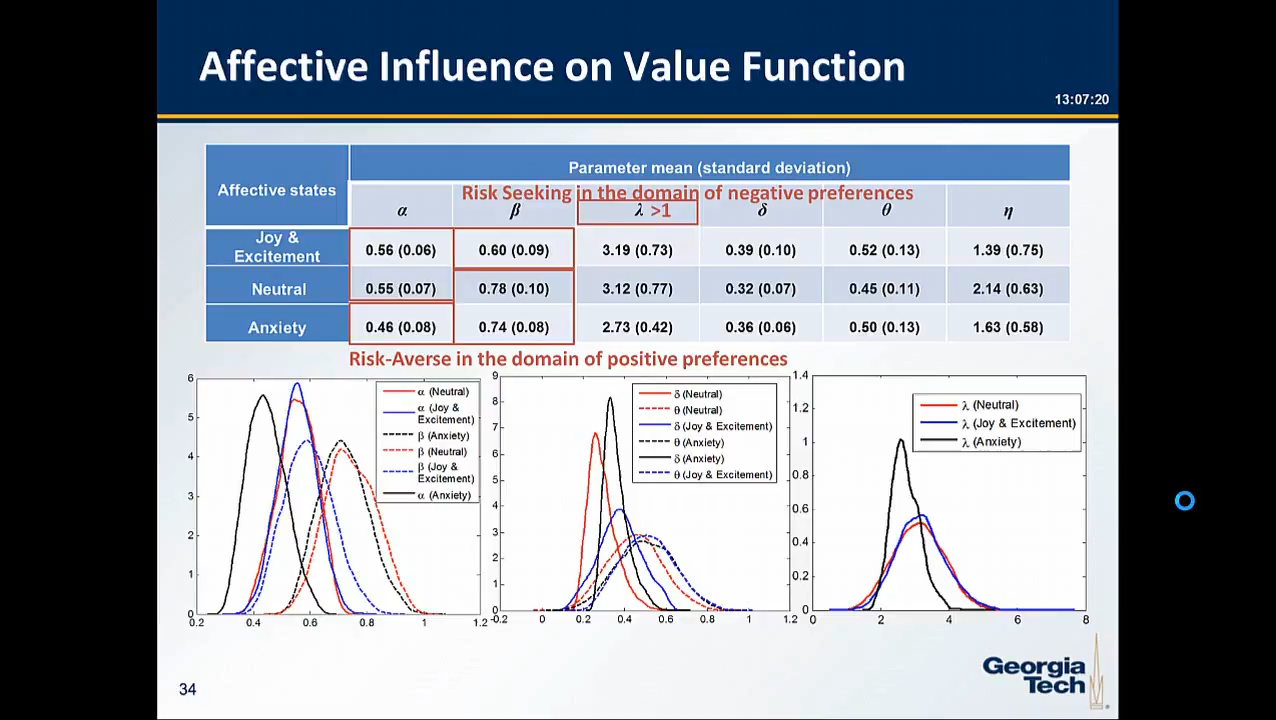 Affective Influence on Value Function
13:07:20
Affective states
Parameter mean (standard deviation)
Risk Seeking in the domain of negative preferences
α β λ >1 δ θ η
Joy &
Excitement
0.56 (0.06) 0.60 (0.09) 3.19 (0.73) 0.39 (0.10) 0.52 (0.13) 1.39 (0.75)
Neutral 0.55 (0.07) 0.78 (0.10) 3.12 (0.77) 0.32 (0.07) 0.45 (0.11) 2.14 (0.63)
Anxiety 0.46 (0.08) 0.74 (0.08) 2.73 (0.42) 0.36 (0.06) 0.50 (0.13) 1.63 (0.58)
Risk-Averse in the domain of positive preferences
6
5
4
3
2
1
0
0.2 0.4 0.6 0.8 1 1.2
α (Neutral)
α (Joy &
Excitement)
β (Anxiety)
β (Neutral)
β (Joy &
Excitement)
α (Anxiety)
9
8
7
6
5
4
3
2
1
0
-0.2 0 0.2 0.4 0.6 0.8 1 1.2
δ (Neutral)
θ (Neutral)
δ (Joy & Excitement)
θ (Anxiety)
δ (Anxiety)
θ (Joy & Excitement)
1.4
1.2
1
0.8
0.6
0.4
0.2
0
0 2 4 6 8
λ (Neutral)
λ (Joy & Excitement)
λ (Anxiety)
34
Georgia
Tech